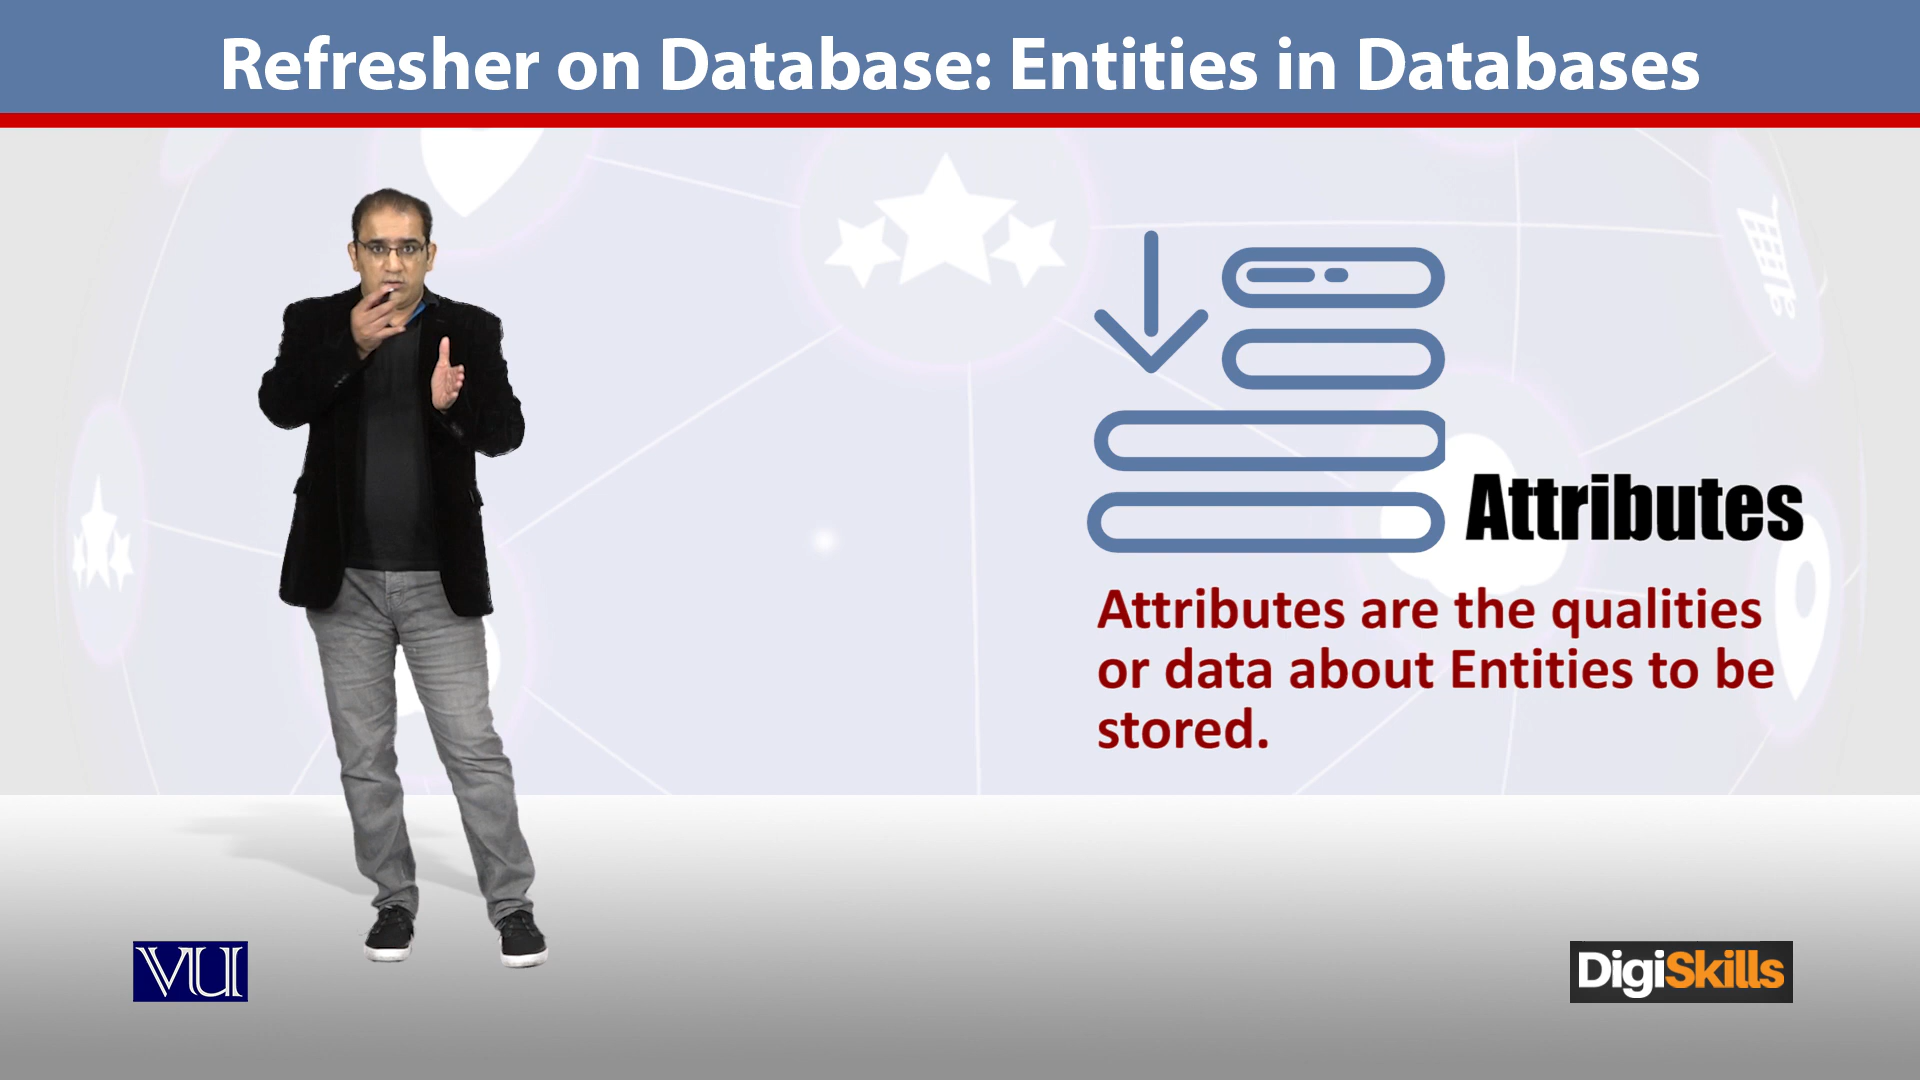 Refresher on Database: Entities in Databases
Attributes
Attributes are the qualities
or data about Entities to be
stored.
VU
DigiSkills